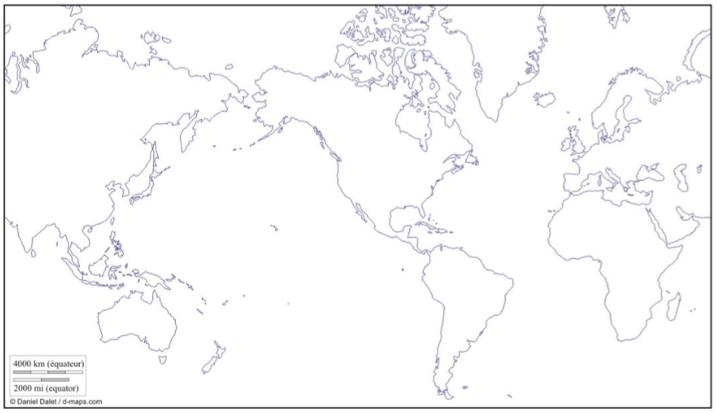 4000 km (équateur)
2000 mi (equator)
© Daniel Dalet / d-maps.com